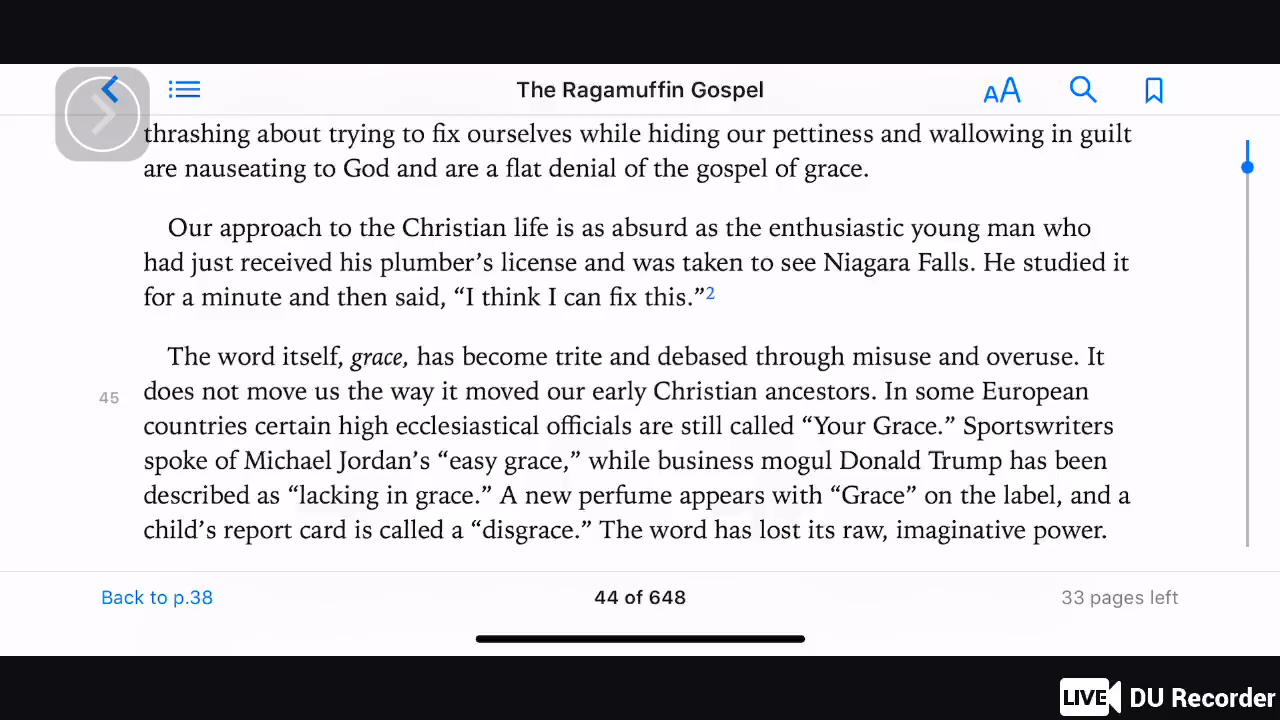 The Ragamuffin Gospel
AA
thrashing about trying to fix ourselves while hiding our pettiness and wallowing in guilt
are nauseating to God and are a flat denial of the gospel of grace.
Our approach to the Christian life is as absurd as the enthusiastic young man who
had just received his plumber’s license and was taken to see Niagara Falls. He studied it
for a minute and then said, “I think I can fix this.”2
The word itself, grace, has become trite and debased through misuse and overuse. It
45 does not move us the way it moved our early Christian ancestors. In some European
countries certain high ecclesiastical officials are still called “Your Grace.” Sportswriters
spoke of Michael Jordan’s “easy grace,” while business mogul Donald Trump has been
described as “lacking in grace.” A new perfume appears with “Grace” on the label, and a
child’s report card is called a “disgrace.” The word has lost its raw, imaginative power.
Back to p.38 44 of 648 33 pages left
LIVE DU Recorder